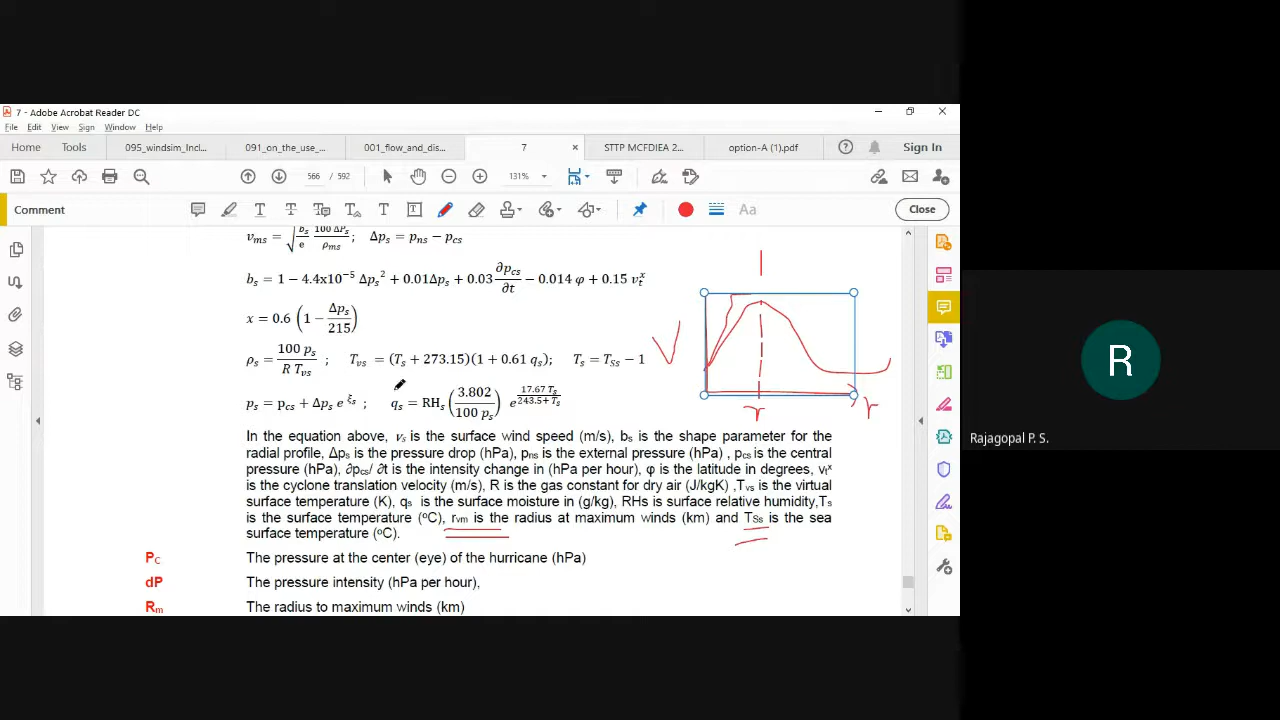 7 - Adobe Acrobat Reader DC
File Edit View Sign Window Help
Home Tools 095_windsim_Incl... 091_on_the_use_... 001_flow_and_dis... 7 × STTP MCFDIEA 2... option-A (1).pdf Sign In
566 / 592 131%
Comment Close
v_ms = √(b_s/e 100 Δp_s/ρ_ms); Δp_s = p_ns − p_cs
b_s = 1 − 4.4x10^−5 Δp_s^2 + 0.01Δp_s + 0.03 ∂p_cs/∂t − 0.014 φ + 0.15 v_t^x
x = 0.6 (1 − Δp_s/215)
ρ_s = 100 p_s/R T_vs ; T_vs = (T_s + 273.15)(1 + 0.61 q_s); T_s = T_Ss − 1
p_s = p_cs + Δp_s e^ξ_s ; q_s = RH_s (3.802/100 p_s) e^(17.67 T_s/243.5+ T_s)
V
r
r
In the equation above, v_s is the surface wind speed (m/s), b_s is the shape parameter for the
radial profile, Δp_s is the pressure drop (hPa), p_ns is the external pressure (hPa) , p_cs is the central
pressure (hPa), ∂p_cs/ ∂t is the intensity change in (hPa per hour), φ is the latitude in degrees, v_t^x
is the cyclone translation velocity (m/s), R is the gas constant for dry air (J/kgK) ,T_vs is the virtual
surface temperature (K), q_s is the surface moisture in (g/kg), RHs is surface relative humidity,T_s
is the surface temperature (ºC), r_vm is the radius at maximum winds (km) and T_Ss is the sea
surface temperature (ºC).
P_C The pressure at the center (eye) of the hurricane (hPa)
dP The pressure intensity (hPa per hour),
R_m The radius to maximum winds (km)
R
Rajagopal P. S.